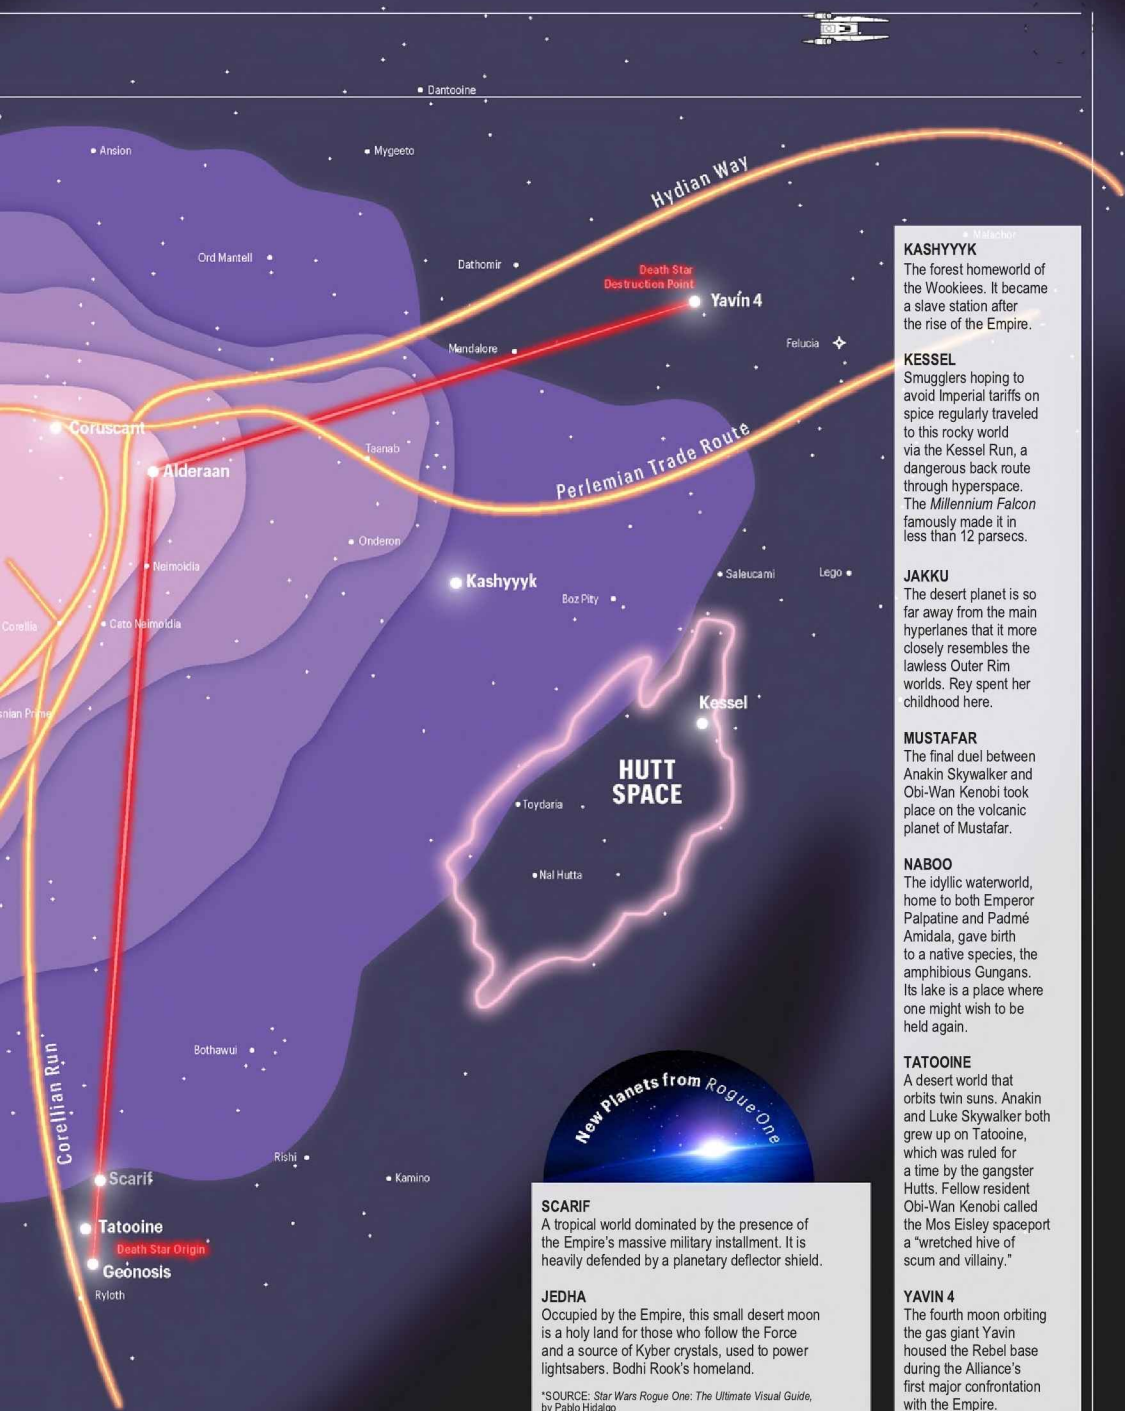 Dantooine
Ansion
Mygeeto
Hydian Way
Ord Mantell
Dathomir
Death Star
Destruction Point
Yavin 4
Mandalore
Felucia
Malachor
Coruscant
Taanab
Alderaan
Perlemian Trade Route
Onderon
Neimoidia
Kashyyyk
Saleucami
Lego
Boz Pity
Corellia
Cato Neimoidia
snian Prime
Kessel
HUTT
SPACE
Toydaria
Nal Hutta
Bothawui
Corellian Run
Rishi
Kamino
Scarif
Tatooine
Death Star Origin
Geonosis
Ryloth
New Planets from Rogue One
SCARIF
A tropical world dominated by the presence of
the Empire's massive military installment. It is
heavily defended by a planetary deflector shield.
JEDHA
Occupied by the Empire, this small desert moon
is a holy land for those who follow the Force
and a source of Kyber crystals, used to power
lightsabers. Bodhi Rook's homeland.
*SOURCE: Star Wars Rogue One: The Ultimate Visual Guide,
by Pablo Hidalgo
KASHYYYK
The forest homeworld of
the Wookiees. It became
a slave station after
the rise of the Empire.
KESSEL
Smugglers hoping to
avoid Imperial tariffs on
spice regularly traveled
to this rocky world
via the Kessel Run, a
dangerous back route
through hyperspace.
The Millennium Falcon
famously made it in
less than 12 parsecs.
JAKKU
The desert planet is so
far away from the main
hyperlanes that it more
closely resembles the
lawless Outer Rim
worlds. Rey spent her
childhood here.
MUSTAFAR
The final duel between
Anakin Skywalker and
Obi-Wan Kenobi took
place on the volcanic
planet of Mustafar.
NABOO
The idyllic waterworld,
home to both Emperor
Palpatine and Padmé
Amidala, gave birth
to a native species, the
amphibious Gungans.
Its lake is a place where
one might wish to be
held again.
TATOOINE
A desert world that
orbits twin suns. Anakin
and Luke Skywalker both
grew up on Tatooine,
which was ruled for
a time by the gangster
Hutts. Fellow resident
Obi-Wan Kenobi called
the Mos Eisley spaceport
a “wretched hive of
scum and villainy.”
YAVIN 4
The fourth moon orbiting
the gas giant Yavin
housed the Rebel base
during the Alliance's
first major confrontation
with the Empire.